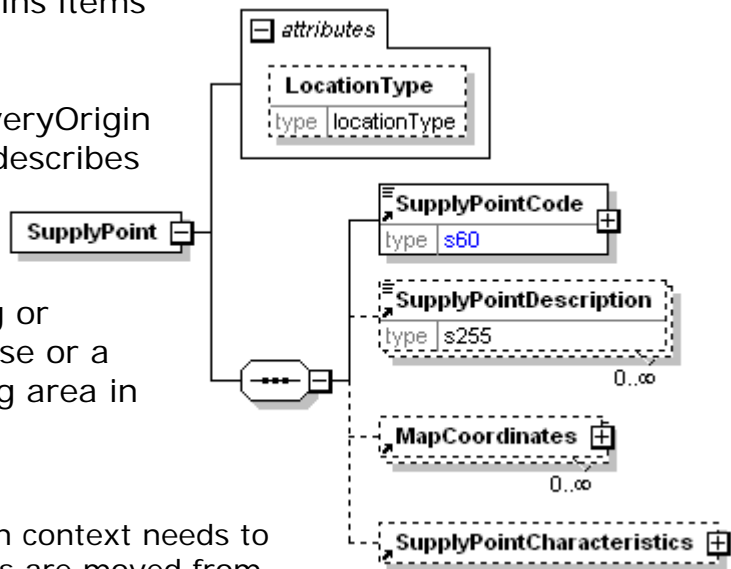 ins items
attributes
LocationType
type locationType
veryOrigin
describes
SupplyPoint
SupplyPointCode
type s60
SupplyPointDescription
type s255
0..∞
g or
se or a
g area in
MapCoordinates
0..∞
n context needs to
SupplyPointCharacteristics
s are moved from